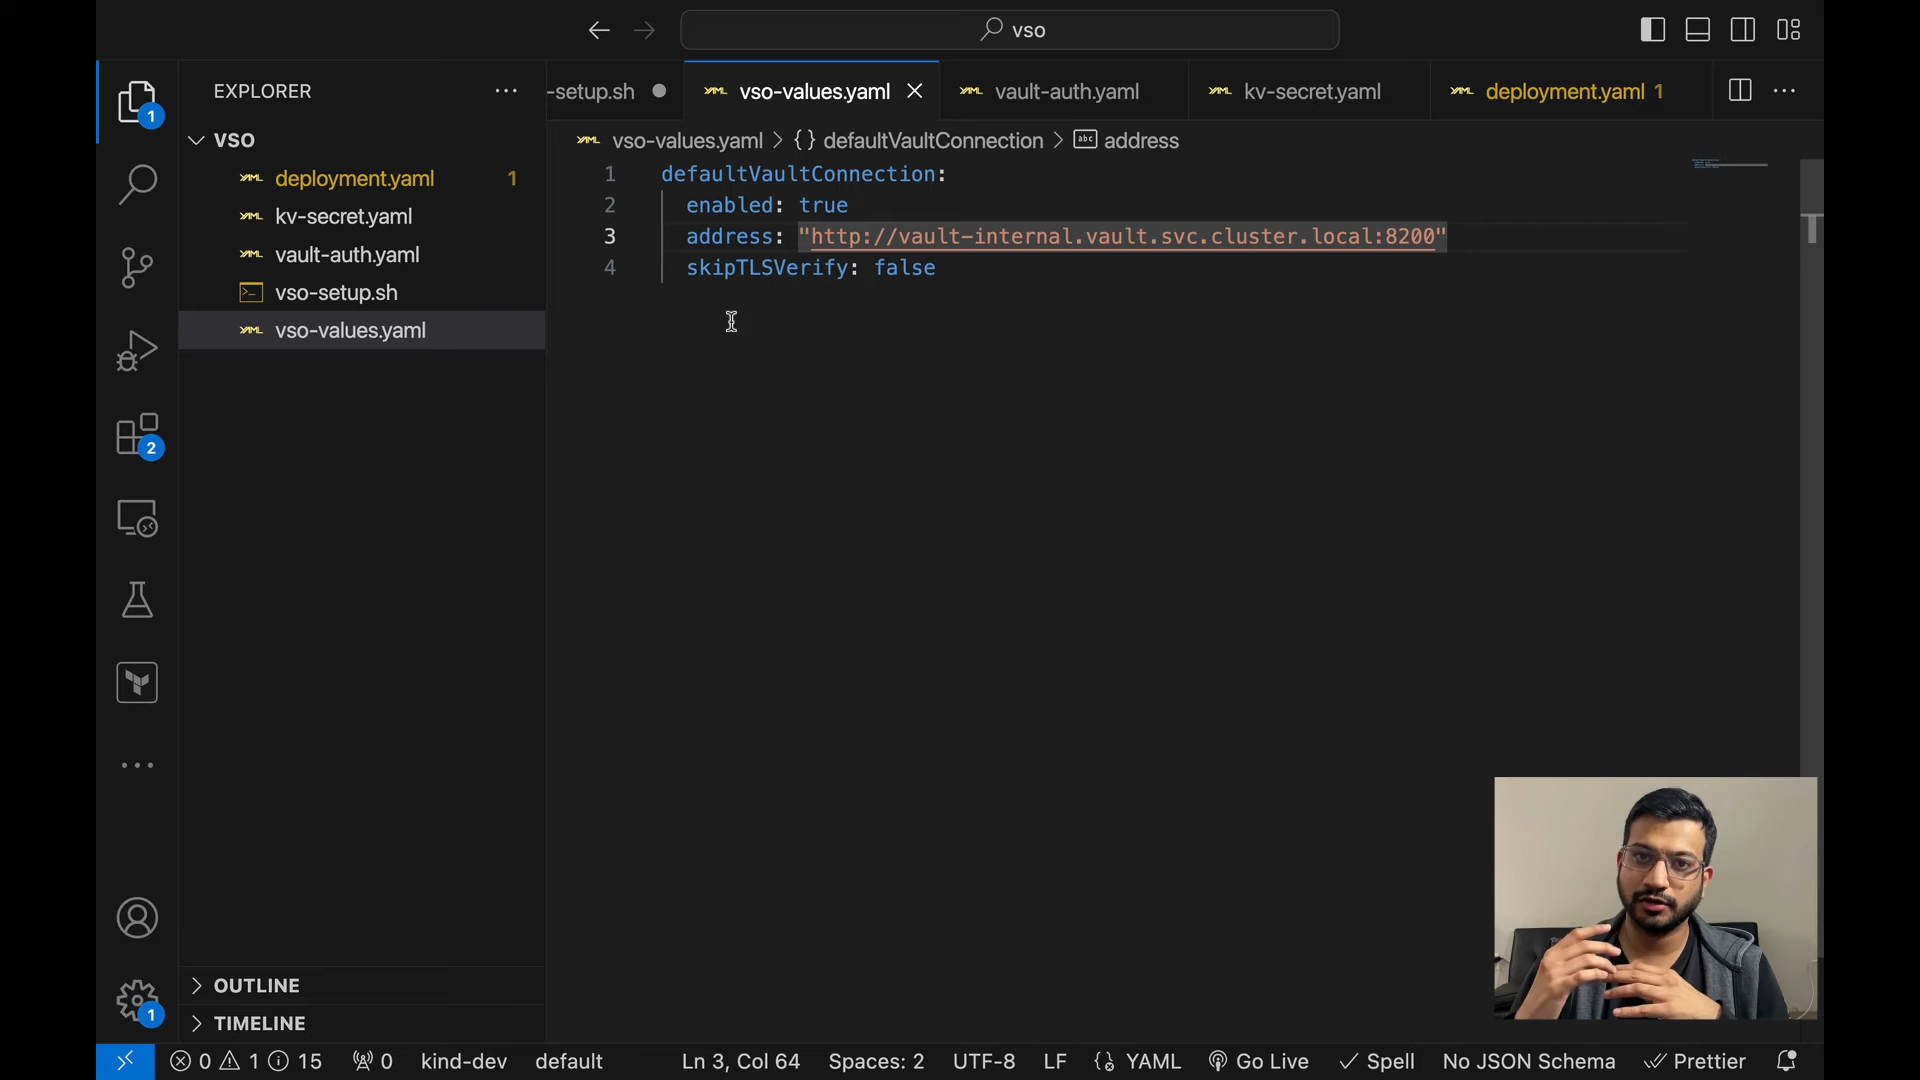 vso
EXPLORER
-setup.sh
vso-values.yaml
vault-auth.yaml
kv-secret.yaml
deployment.yaml 1
1
VSO
vso-values.yaml > {} defaultVaultConnection > abc address
deployment.yaml 1
kv-secret.yaml
vault-auth.yaml
vso-setup.sh
vso-values.yaml
1 defaultVaultConnection:
2 enabled: true
3 address: "http://vault-internal.vault.svc.cluster.local:8200"
4 skipTLSVerify: false
2
OUTLINE
TIMELINE
1
0 1 15 0 kind-dev default Ln 3, Col 64 Spaces: 2 UTF-8 LF {} YAML Go Live Spell No JSON Schema Prettier